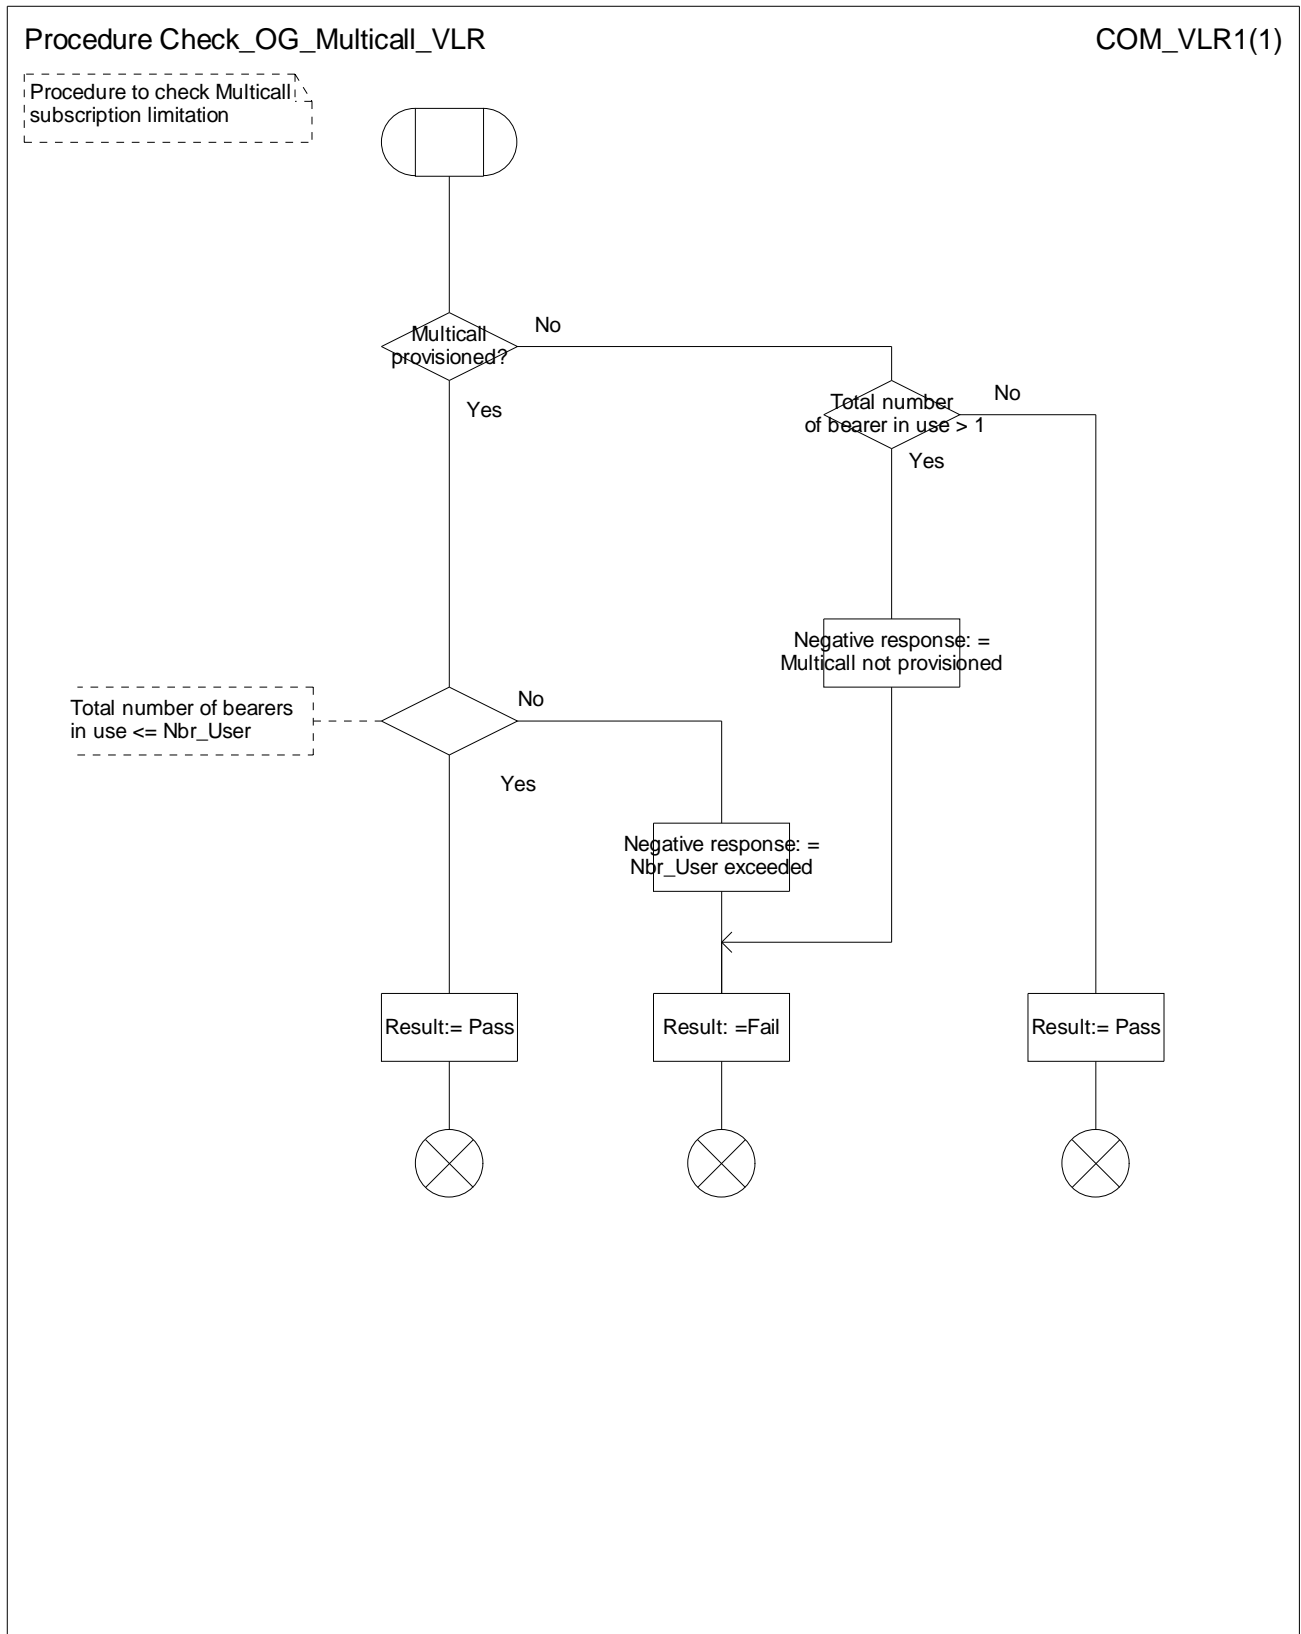 Procedure Check_OG_Multicall_VLR
COM_VLR1(1)
Procedure to check Multicall
subscription limitation
Multicall
provisioned?
No
Yes
Total number
of bearer in use > 1
No
Yes
Negative response: =
Multicall not provisioned
Total number of bearers
in use <= Nbr_User
No
Yes
Negative response: =
Nbr_User exceeded
Result:= Pass
Result: =Fail
Result:= Pass